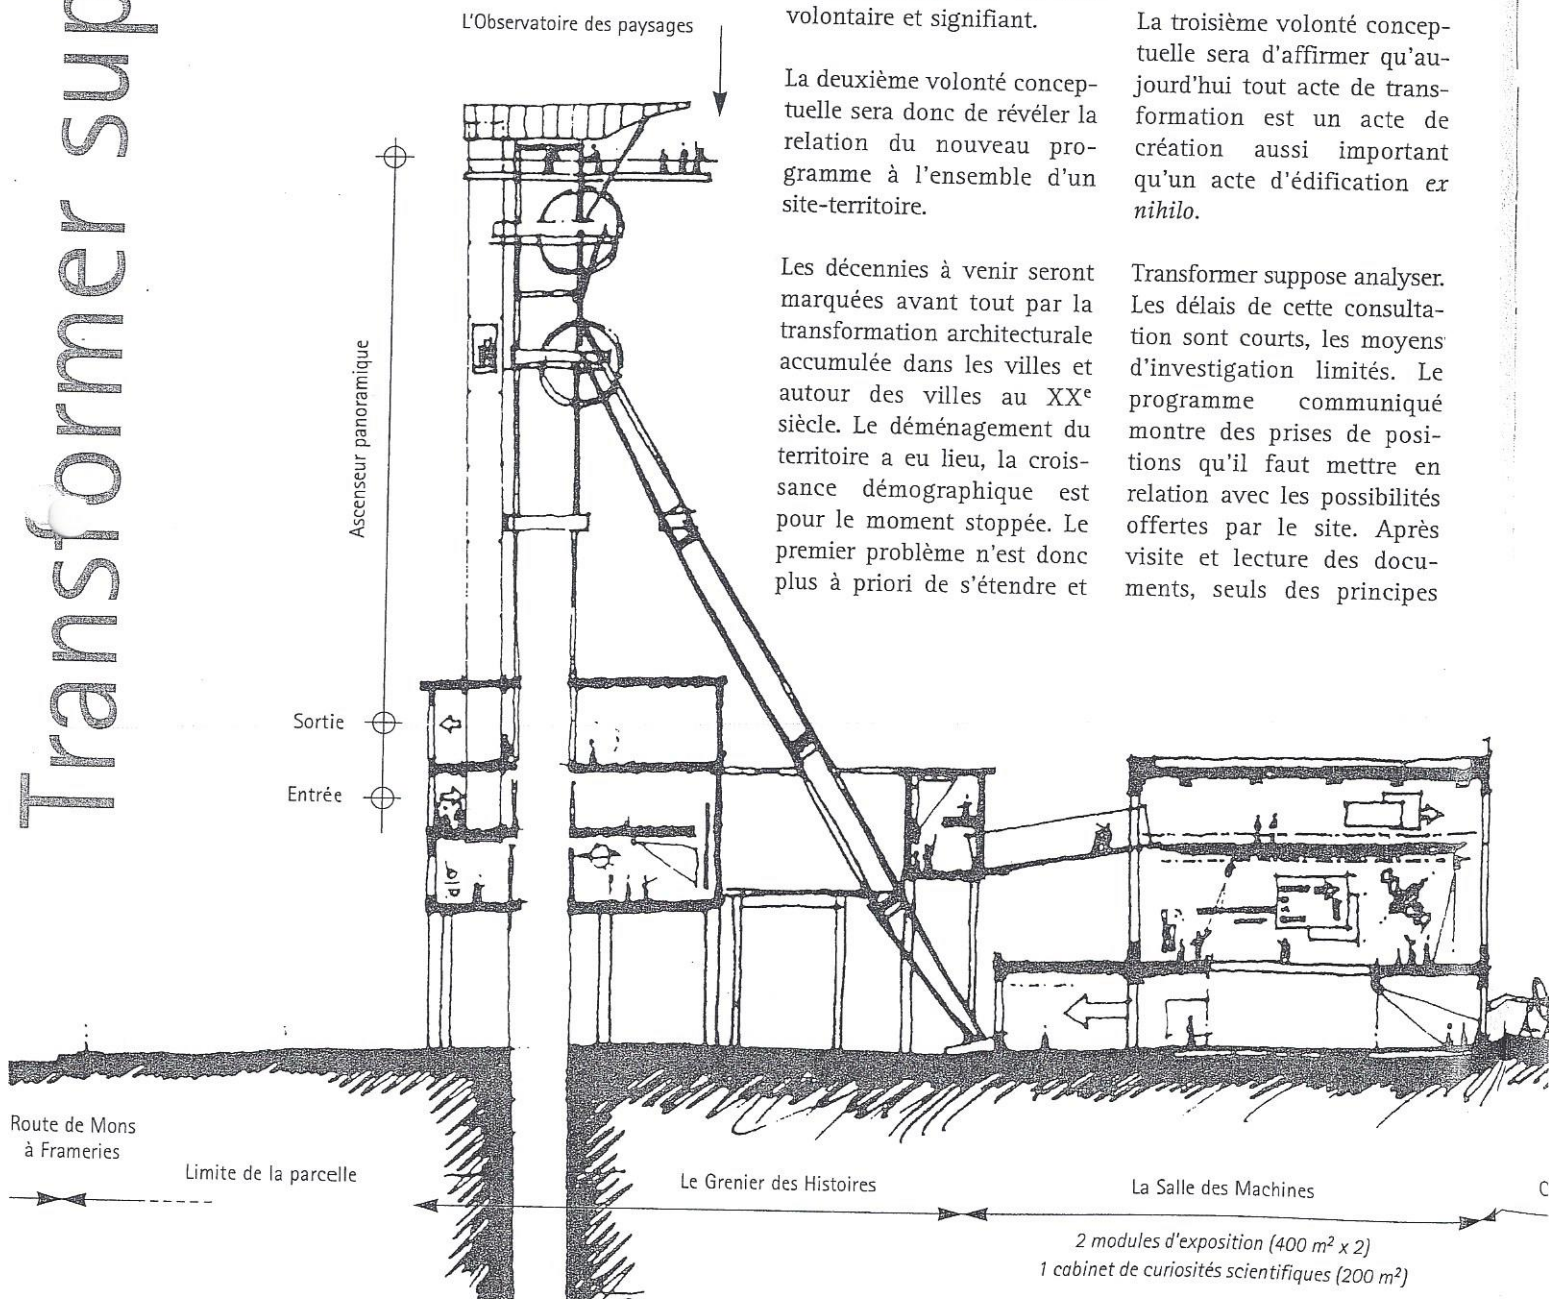 Transformer sup
L'Observatoire des paysages
volontaire et signifiant.
La deuxième volonté concep-
tuelle sera donc de révéler la
relation du nouveau pro-
gramme à l'ensemble d'un
site-territoire.
Les décennies à venir seront
marquées avant tout par la
transformation architecturale
accumulée dans les villes et
autour des villes au XXe
siècle. Le déménagement du
territoire a eu lieu, la crois-
sance démographique est
pour le moment stoppée. Le
premier problème n'est donc
plus à priori de s'étendre et
La troisième volonté concep-
tuelle sera d'affirmer qu'au-
jourd'hui tout acte de trans-
formation est un acte de
création aussi important
qu'un acte d'édification ex
nihilo.
Transformer suppose analyser.
Les délais de cette consulta-
tion sont courts, les moyens
d'investigation limités. Le
programme communiqué
montre des prises de posi-
tions qu'il faut mettre en
relation avec les possibilités
offertes par le site. Après
visite et lecture des docu-
ments, seuls des principes
Ascenseur panoramique
Sortie
Entrée
Route de Mons
à Frameries
Limite de la parcelle
Le Grenier des Histoires
La Salle des Machines
2 modules d'exposition (400 m² x 2)
1 cabinet de curiosités scientifiques (200 m²)